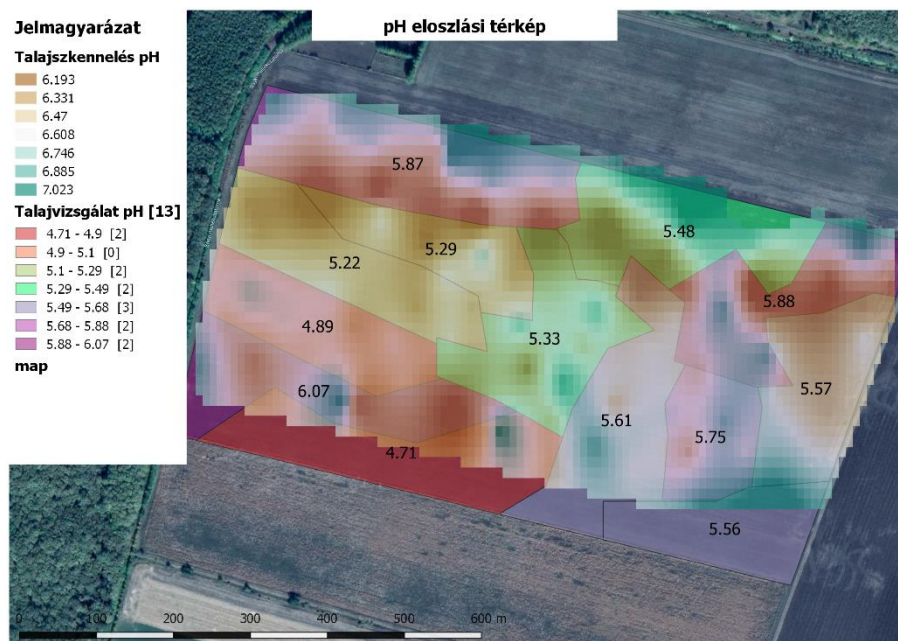 pH eloszlási térkép
Jelmagyarázat
Talajszkennelés pH
6.193
6.331
6.47
6.608
6.746
6.885
7.023
Talajvizsgálat pH [13]
4.71 - 4.9 [2]
4.9 - 5.1 [0]
5.1 - 5.29 [2]
5.29 - 5.49 [2]
5.49 - 5.68 [3]
5.68 - 5.88 [2]
5.88 - 6.07 [2]
map
5.87
5.48
5.29
5.22
5.88
4.89
5.33
5.57
6.07
5.61
5.75
4.71
5.56
0 100 200 300 400 500 600 m